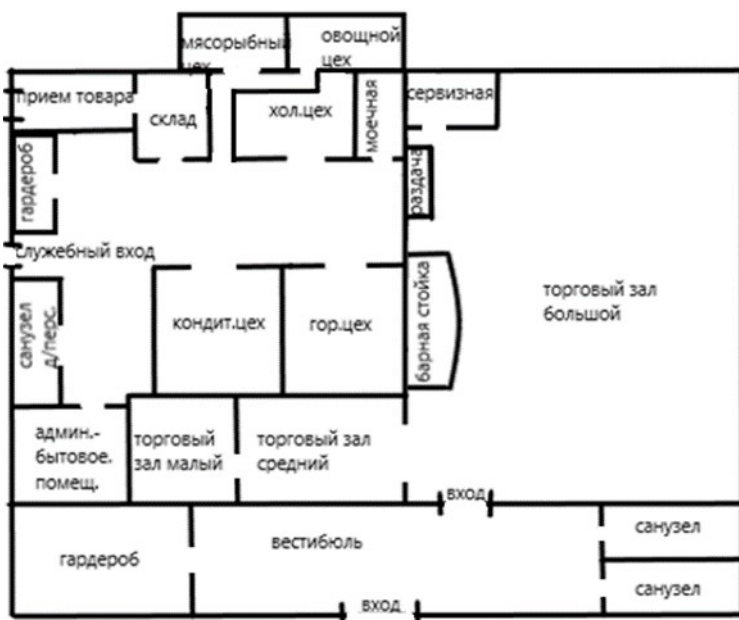 мясорыбный
цех
овощной
цех
прием товара
склад
хол.цех
моечная
сервизная
гардероб
раздача
служебный вход
санузел
д/перс.
кондит.цех
гор.цех
барная стойка
торговый зал
большой
админ.-
бытовое.
помещ.
торговый
зал малый
торговый зал
средний
вход
гардероб
вестибюль
санузел
санузел
вход